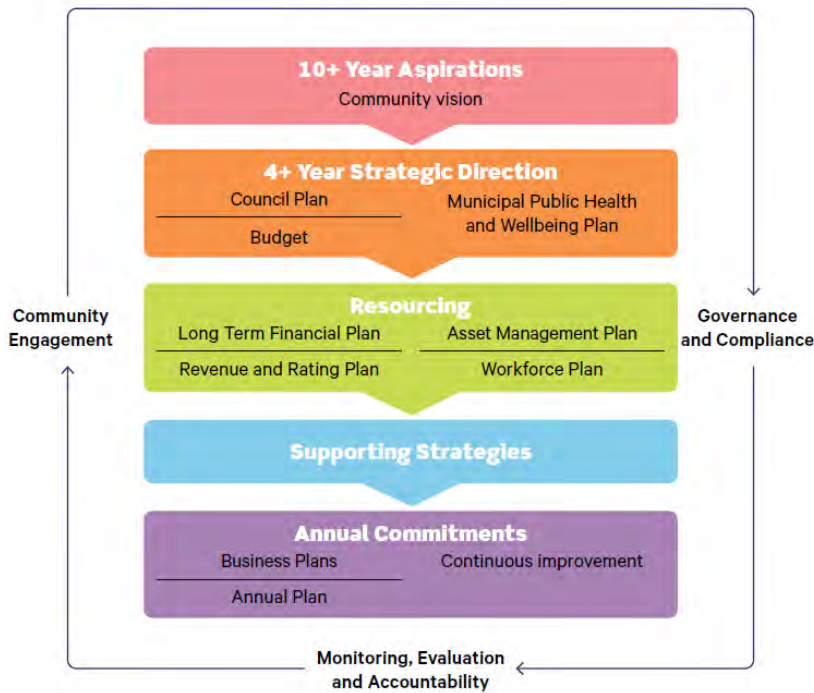 10+ Year Aspirations
Community vision
4+ Year Strategic Direction
Council Plan
Budget
Municipal Public Health
and Wellbeing Plan
Resourcing
Long Term Financial Plan
Revenue and Rating Plan
Asset Management Plan
Workforce Plan
Community
Engagement
Governance
and Compliance
Supporting Strategies
Annual Commitments
Business Plans
Annual Plan
Continuous improvement
Monitoring, Evaluation
and Accountability